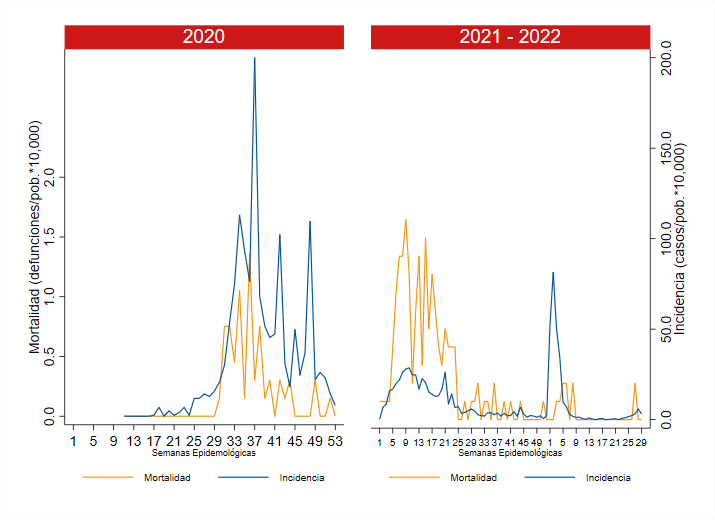 2020
2021 - 2022
Mortalidad (defunciones/pob.*10,000)
0.0
0.5
1.0
1.5
2.0
1 5 9 13 17 21 25 29 33 37 41 45 49 53
Semanas Epidemológicas
Mortalidad Incidencia
Incidencia (casos/pob.*10,000)
0.0
50.0
100.0
150.0
200.0
1 5 9 13 17 21 25 29 33 37 41 45 49 1 5 9 13 17 21 25 29
Semanas Epidemológicas
Mortalidad Incidencia